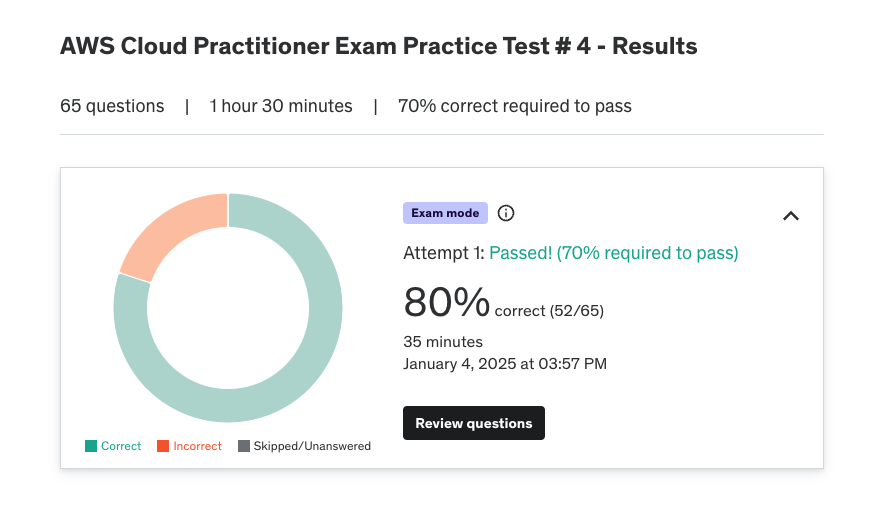 AWS Cloud Practitioner Exam Practice Test # 4 - Results
65 questions | 1 hour 30 minutes | 70% correct required to pass
Exam mode
Attempt 1: Passed! (70% required to pass)
80% correct (52/65)
35 minutes
January 4, 2025 at 03:57 PM
Review questions
Correct Incorrect Skipped/Unanswered